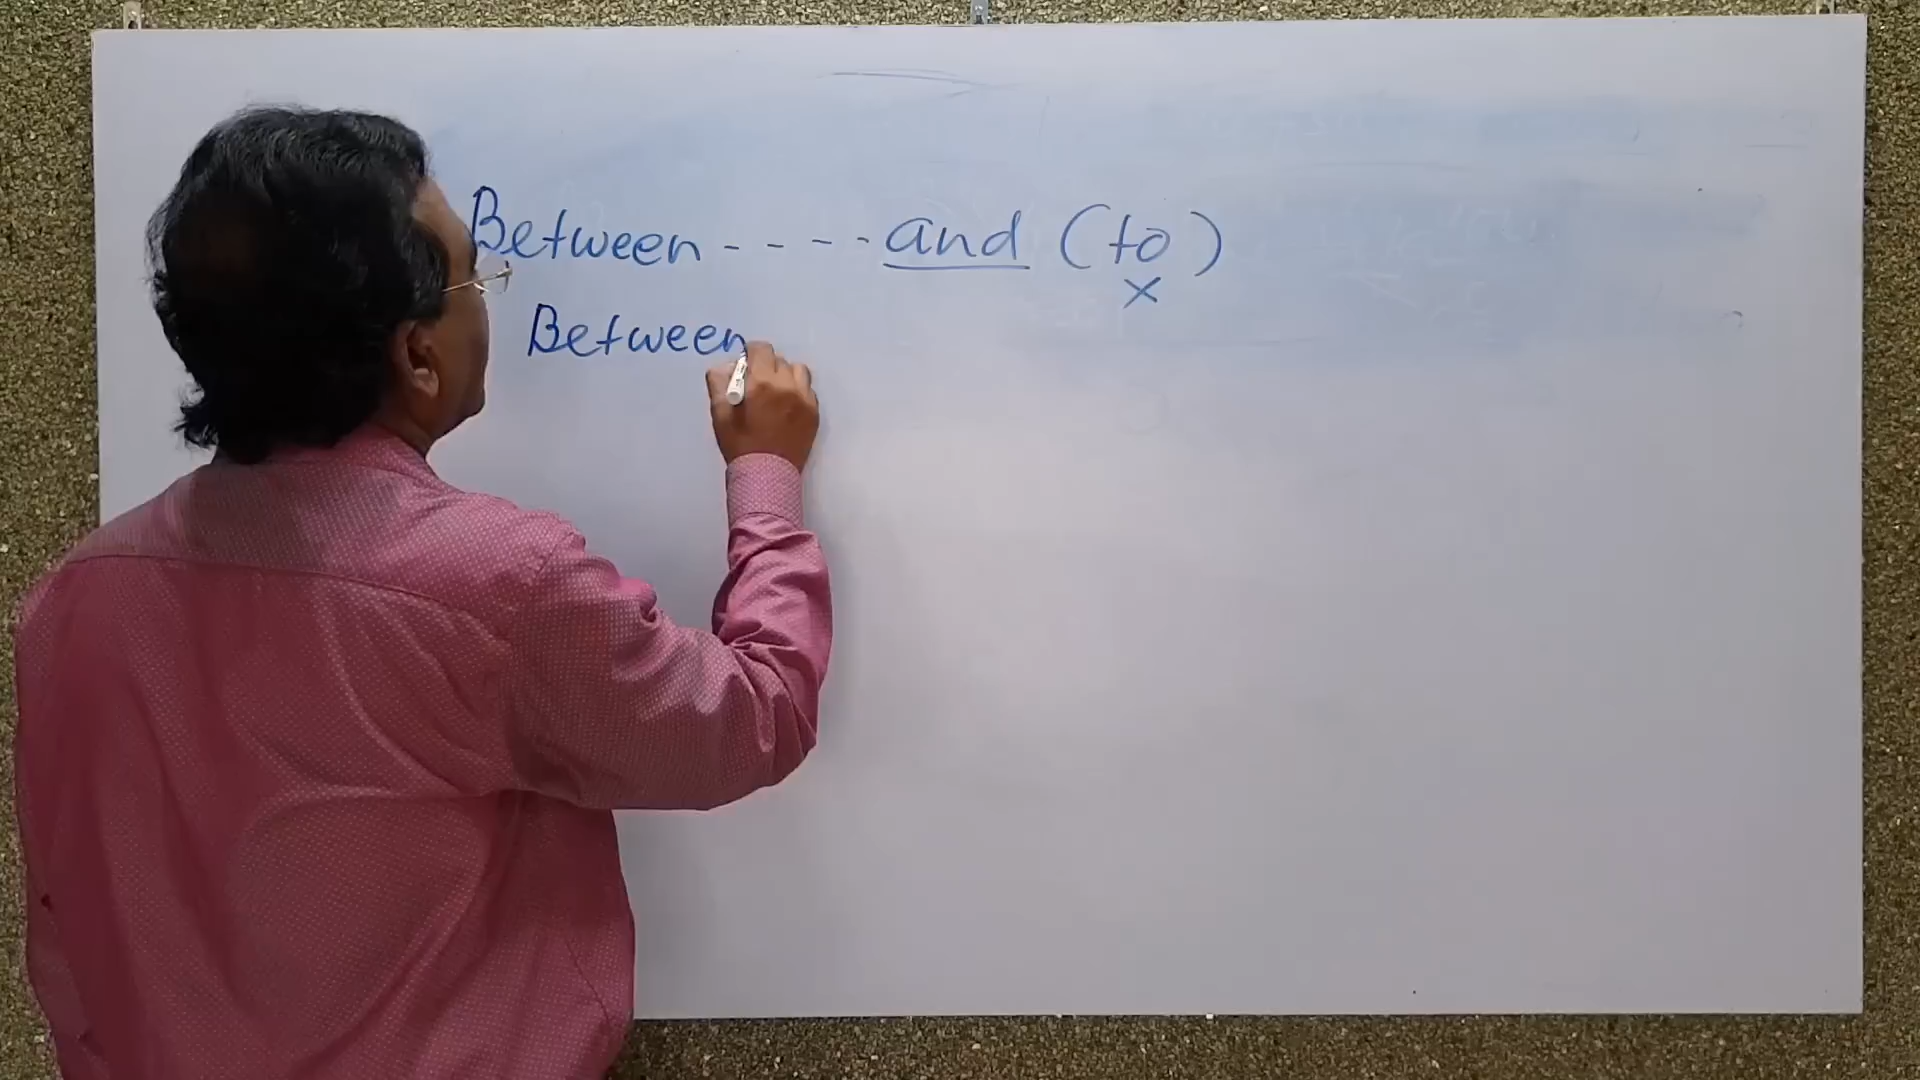 Between - - - - and (to)
x
Between